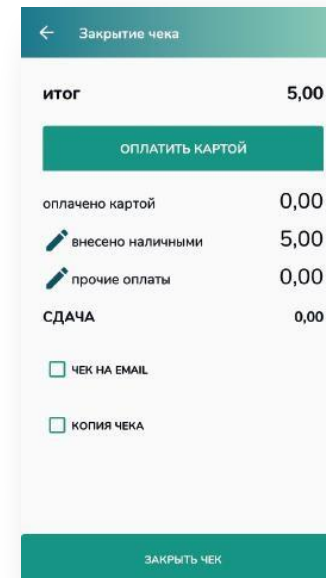 Закрытие чека
ИТОГ 5,00
ОПЛАТИТЬ КАРТОЙ
оплачено картой 0,00
внесено наличными 5,00
прочие оплаты 0,00
СДАЧА 0,00
ЧЕК НА EMAIL
КОПИЯ ЧЕКА
ЗАКРЫТЬ ЧЕК